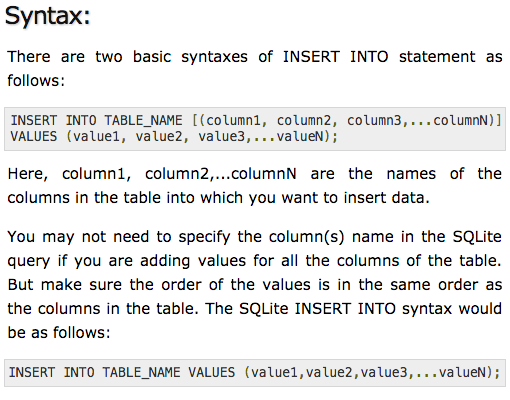 Syntax:
There are two basic syntaxes of INSERT INTO statement as
follows:
INSERT INTO TABLE_NAME [(column1, column2, column3,...columnN)]
VALUES (value1, value2, value3,...valueN);
Here, column1, column2,...columnN are the names of the
columns in the table into which you want to insert data.
You may not need to specify the column(s) name in the SQLite
query if you are adding values for all the columns of the table.
But make sure the order of the values is in the same order as
the columns in the table. The SQLite INSERT INTO syntax would
be as follows:
INSERT INTO TABLE_NAME VALUES (value1,value2,value3,...valueN);